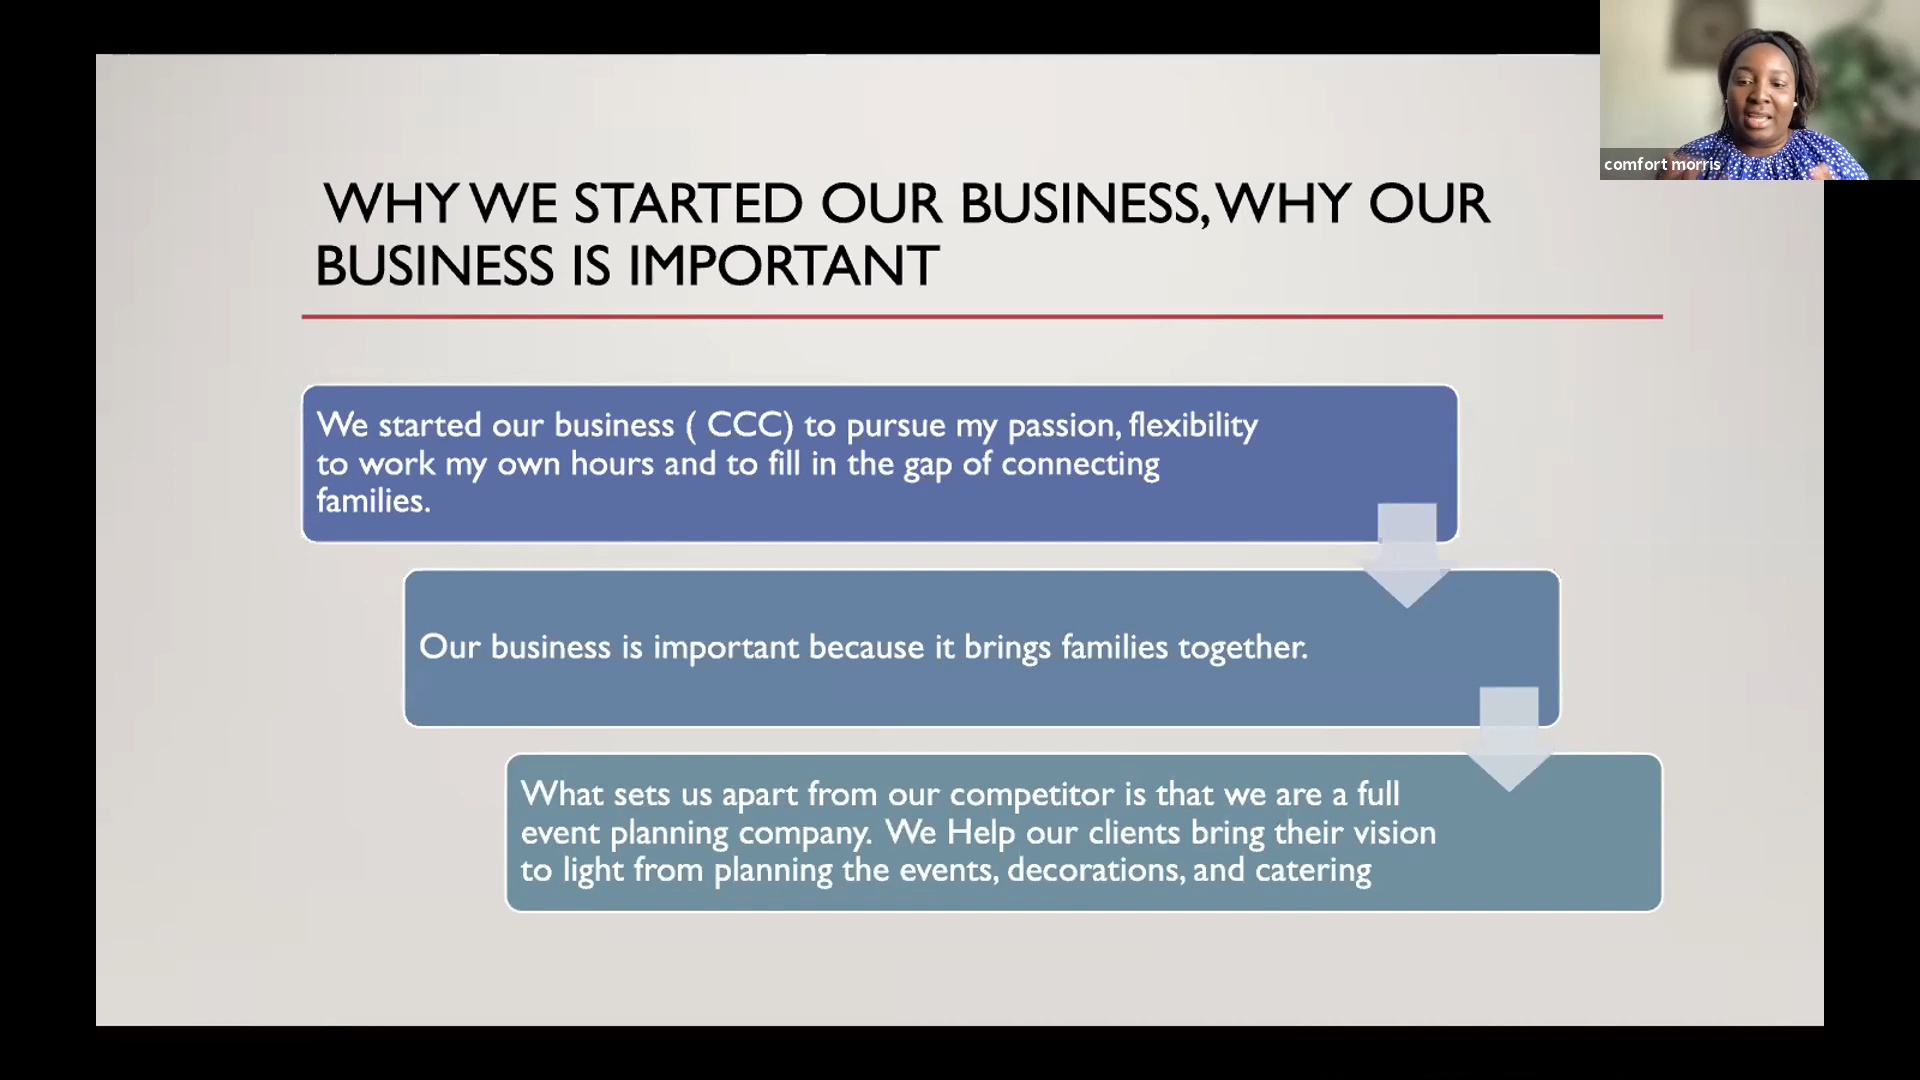 comfort morris
WHY WE STARTED OUR BUSINESS, WHY OUR
BUSINESS IS IMPORTANT
We started our business ( CCC) to pursue my passion, flexibility
to work my own hours and to fill in the gap of connecting
families.
Our business is important because it brings families together.
What sets us apart from our competitor is that we are a full
event planning company.  We Help our clients bring their vision
to light from planning the events, decorations, and catering